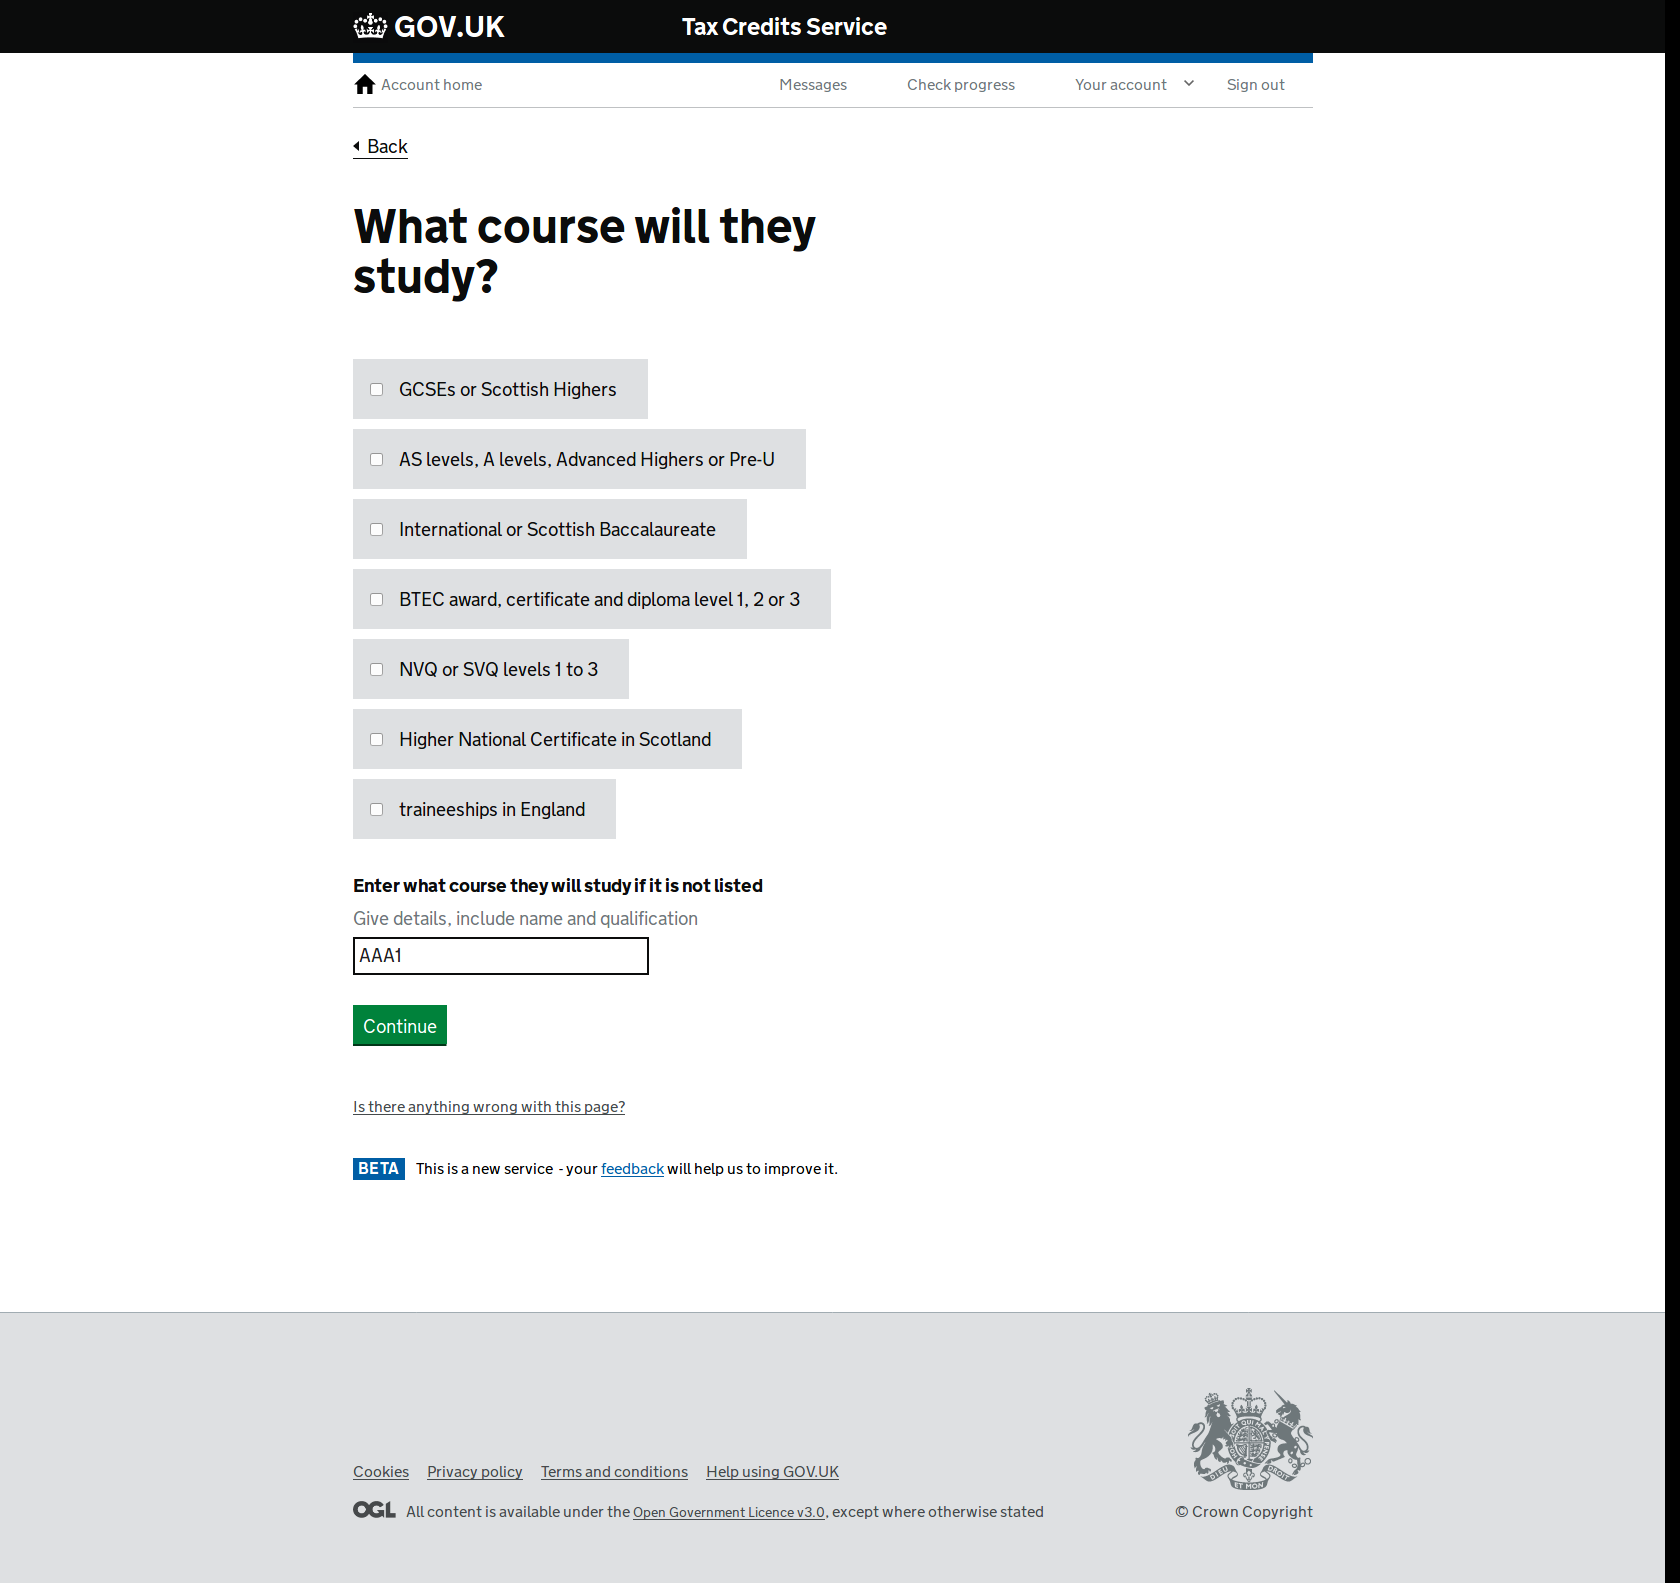 GOV.UK
Tax Credits Service
Account home
Messages
Check progress
Your account
Sign out
Back
What course will they
study?
GCSEs or Scottish Highers
AS levels, A levels, Advanced Highers or Pre-U
International or Scottish Baccalaureate
BTEC award, certificate and diploma level 1, 2 or 3
NVQ or SVQ levels 1 to 3
Higher National Certificate in Scotland
traineeships in England
Enter what course they will study if it is not listed
Give details, include name and qualification
AAA1
Continue
Is there anything wrong with this page?
BETA This is a new service - your feedback will help us to improve it.
Cookies Privacy policy Terms and conditions Help using GOV.UK
OGL All content is available under the Open Government Licence v3.0, except where otherwise stated
© Crown Copyright